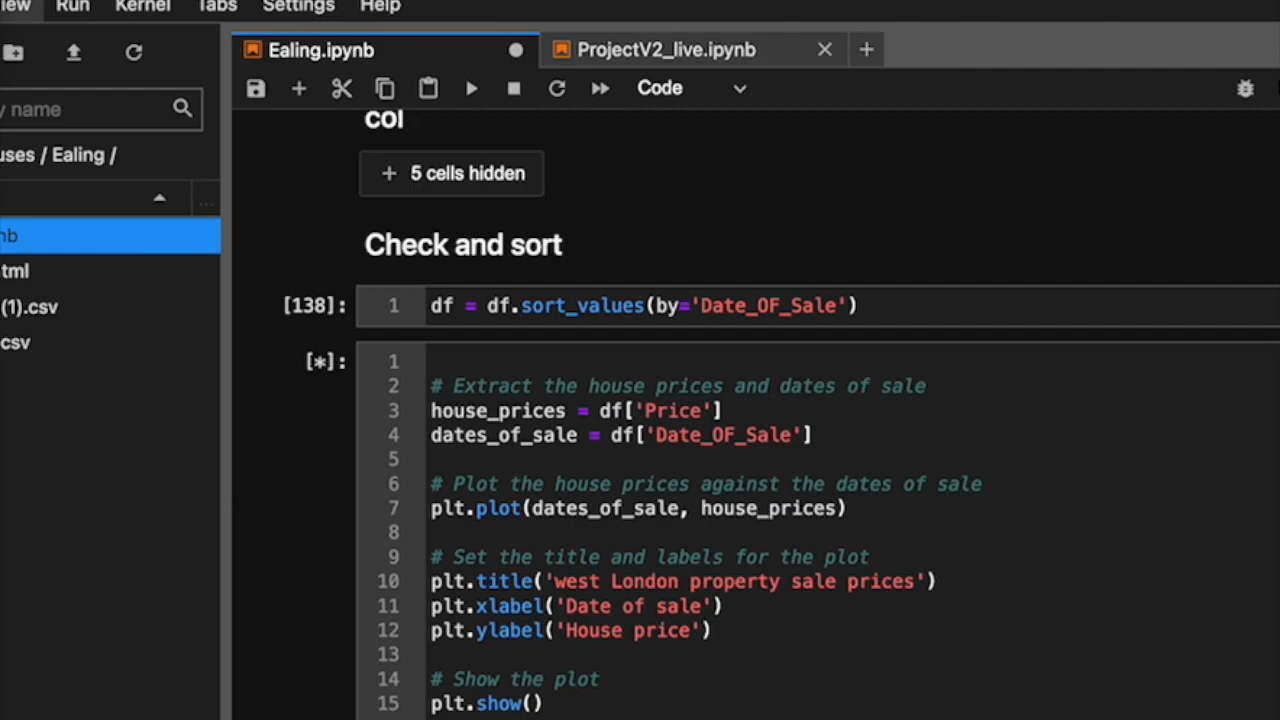 iew Run Kernel Tabs Settings Help
Ealing.ipynb ProjectV2_live.ipynb
Code
y name
uses / Ealing /
nb
tml
(1).csv
csv
col
5 cells hidden
Check and sort
[138]: 1 df = df.sort_values(by='Date_OF_Sale')
[*]: 1
2 # Extract the house prices and dates of sale
3 house_prices = df['Price']
4 dates_of_sale = df['Date_OF_Sale']
5
6 # Plot the house prices against the dates of sale
7 plt.plot(dates_of_sale, house_prices)
8
9 # Set the title and labels for the plot
10 plt.title('west London property sale prices')
11 plt.xlabel('Date of sale')
12 plt.ylabel('House price')
13
14 # Show the plot
15 plt.show()